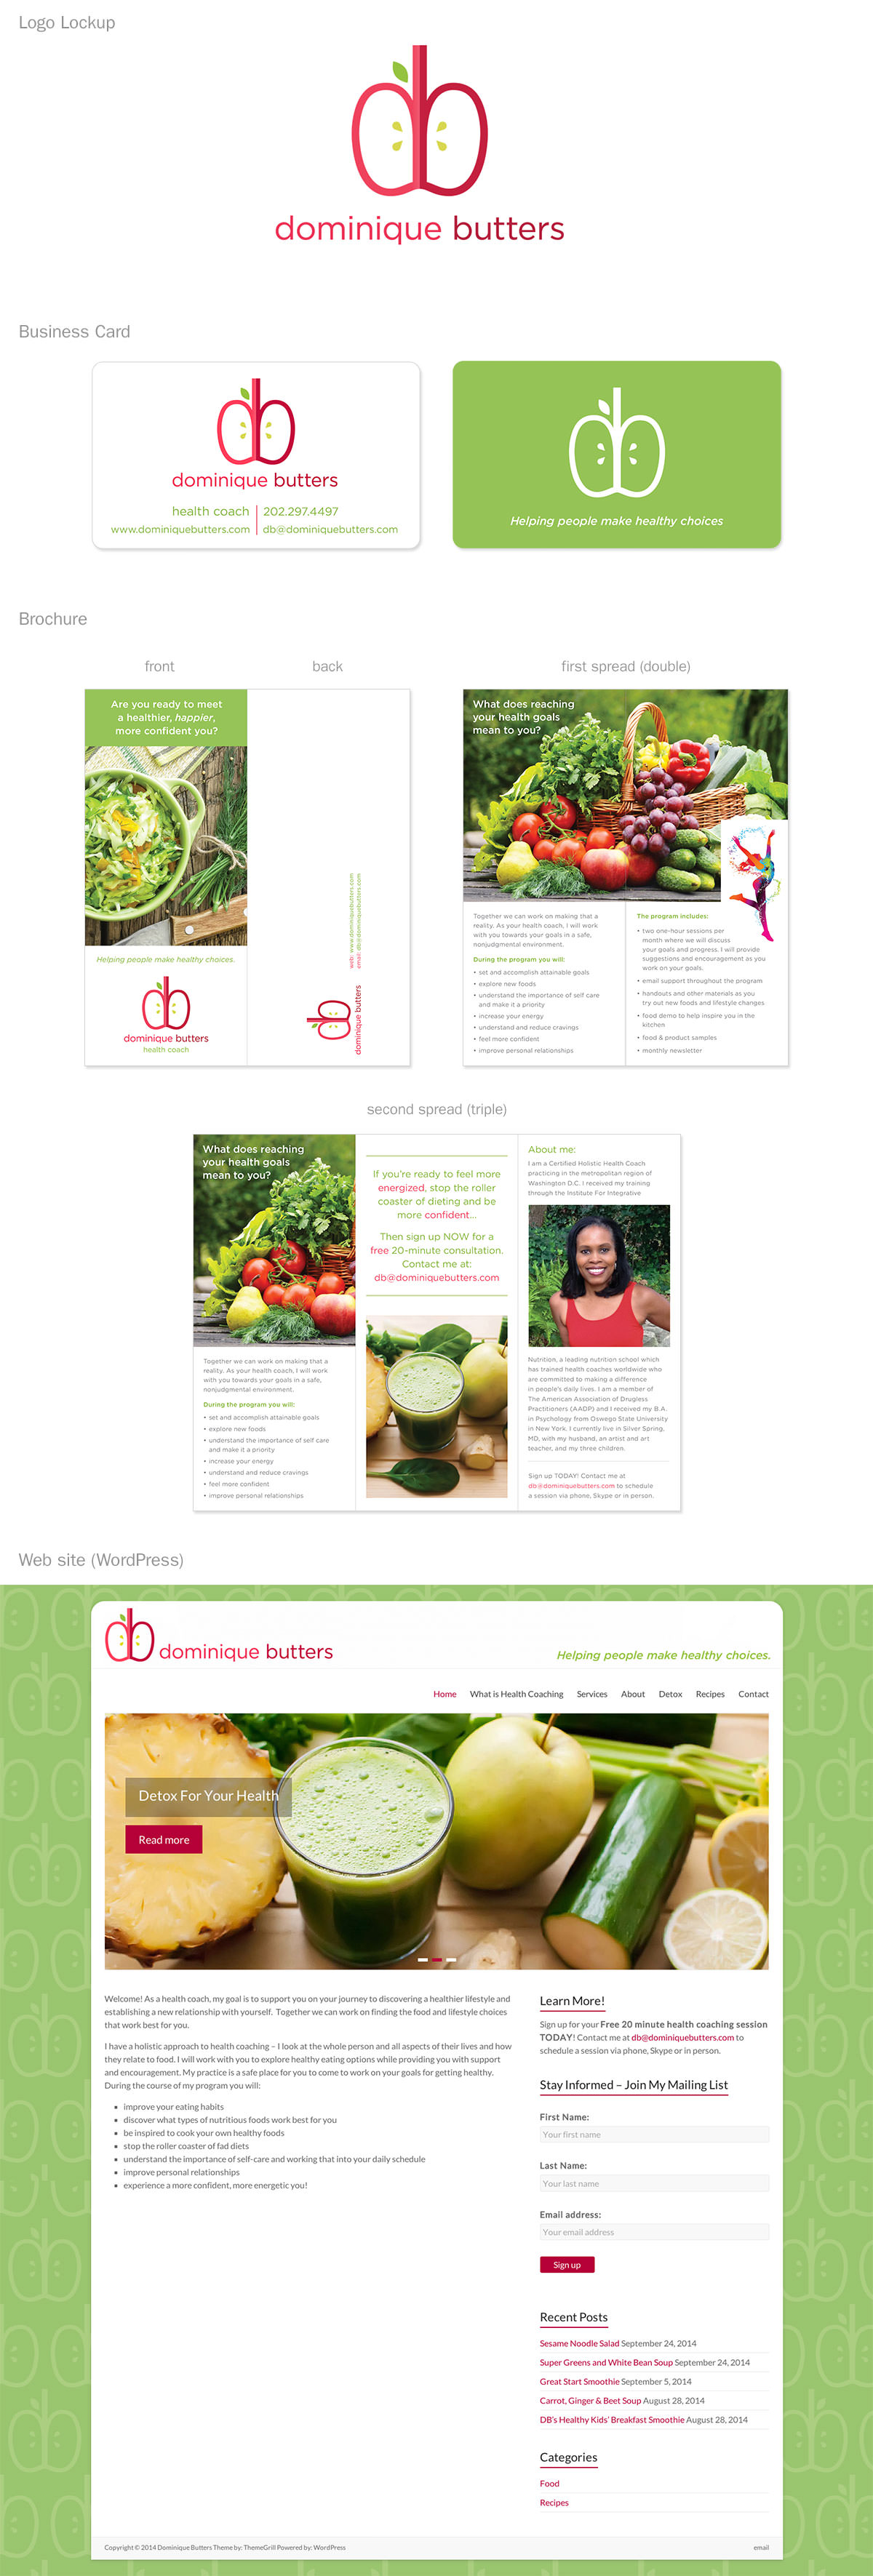 Logo Lockup
dominique butters
Business Card
dominique butters
health coach
202.297.4497
www.dominiquebutters.com
db@dominiquebutters.com
Helping people make healthy choices
Brochure
front
back
first spread (double)
Are you ready to meet
a healthier, happier,
more confident you?
Helping people make healthy choices.
dominique butters
health coach
web: www.dominiquebutters.com
email: db@dominiquebutters.com
dominique butters
What does reaching
your health goals
mean to you?
Together we can work on making that a
reality. As your health coach, I will work
with you towards your goals in a safe,
nonjudgmental environment.
During the program you will:
• set and accomplish attainable goals
• explore new foods
• understand the importance of self care
and make it a priority
• increase your energy
• understand and reduce cravings
• feel more confident
• improve personal relationships
The program includes:
• two one-hour sessions per
month where we will discuss
your goals and progress. I will provide
suggestions and encouragement as you
work on your goals.
• email support throughout the program
• handouts and other materials as you
try out new foods and lifestyle changes
• food demo to help inspire you in the
kitchen
• food & product samples
• monthly newsletter
second spread (triple)
What does reaching
your health goals
mean to you?
Together we can work on making that a
reality. As your health coach, I will work
with you towards your goals in a safe,
nonjudgmental environment.
During the program you will:
• set and accomplish attainable goals
• explore new foods
• understand the importance of self care
and make it a priority
• increase your energy
• understand and reduce cravings
• feel more confident
• improve personal relationships
If you're ready to feel more
energized, stop the roller
coaster of dieting and be
more confident...
Then sign up NOW for a
free 20-minute consultation.
Contact me at:
db@dominiquebutters.com
About me:
I am a Certified Holistic Health Coach
practicing in the metropolitan region of
Washington D.C. I received my training
through the Institute For Integrative
Nutrition, a leading nutrition school which
has trained health coaches worldwide who
are committed to making a difference
in people's daily lives. I am a member of
The American Association of Drugless
Practitioners (AADP) and I received my B.A.
in Psychology from Oswego State University
in New York. I currently live in Silver Spring,
MD, with my husband, an artist and art
teacher, and my three children.
Sign up TODAY! Contact me at
db@dominiquebutters.com to schedule
a session via phone, Skype or in person.
Web site (WordPress)
dominique butters
Helping people make healthy choices.
Home What is Health Coaching Services About Detox Recipes Contact
Detox For Your Health
Read more
Welcome! As a health coach, my goal is to support you on your journey to discovering a healthier lifestyle and
establishing a new relationship with yourself. Together we can work on finding the food and lifestyle choices
that work best for you.
I have a holistic approach to health coaching – I look at the whole person and all aspects of their lives and how
they relate to food. I will work with you to explore healthy eating options while providing you with support
and encouragement. My practice is a safe place for you to come to work on your goals for getting healthy.
During the course of my program you will:
improve your eating habits
discover what types of nutritious foods work best for you
be inspired to cook your own healthy foods
stop the roller coaster of fad diets
understand the importance of self-care and working that into your daily schedule
improve personal relationships
experience a more confident, more energetic you!
Learn More!
Sign up for your Free 20 minute health coaching session
TODAY! Contact me at db@dominiquebutters.com to
schedule a session via phone, Skype or in person.
Stay Informed – Join My Mailing List
First Name:
Your first name
Last Name:
Your last name
Email address:
Your email address
Sign up
Recent Posts
Sesame Noodle Salad September 24, 2014
Super Greens and White Bean Soup September 24, 2014
Great Start Smoothie September 5, 2014
Carrot, Ginger & Beet Soup August 28, 2014
DB's Healthy Kids' Breakfast Smoothie August 28, 2014
Categories
Food
Recipes
Copyright © 2014 Dominique Butters Theme by: ThemeGrill Powered by: WordPress
email